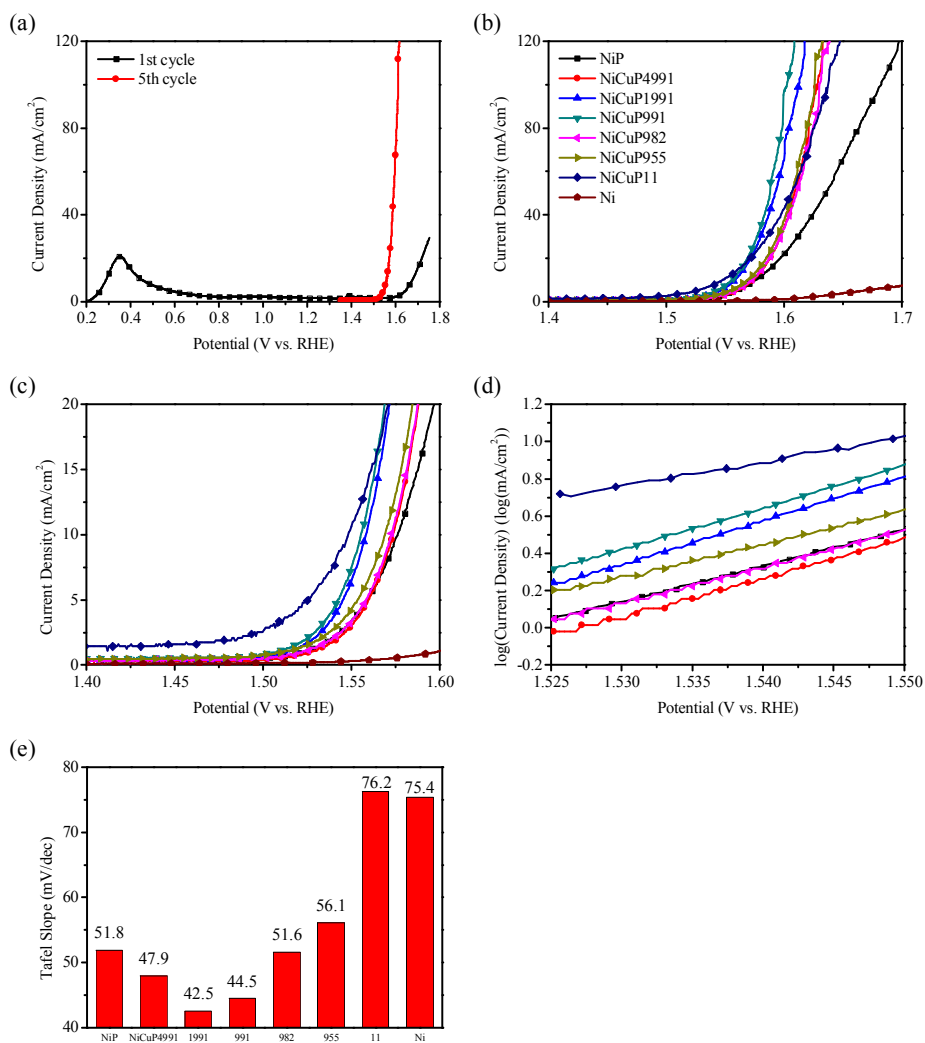 (a)
120
80
40
0
Current Density (mA/cm²)
1st cycle
5th cycle
0.2 0.4 0.6 0.8 1.0 1.2 1.4 1.6 1.8
Potential (V vs. RHE)
(b)
120
80
40
0
Current Density (mA/cm²)
NiP
NiCuP4991
NiCuP1991
NiCuP991
NiCuP982
NiCuP955
NiCuP11
Ni
1.4 1.5 1.6 1.7
Potential (V vs. RHE)
(c)
20
15
10
5
0
Current Density (mA/cm²)
1.40 1.45 1.50 1.55 1.60
Potential (V vs. RHE)
(d)
1.2
1.0
0.8
0.6
0.4
0.2
0.0
-0.2
log(Current Density) (log(mA/cm²))
1.525 1.530 1.535 1.540 1.545 1.550
Potential (V vs. RHE)
(e)
80
70
60
50
40
Tafel Slope (mV/dec)
51.8 47.9 42.5 44.5 51.6 56.1 76.2 75.4
NiP NiCuP4991 1991 991 982 955 11 Ni